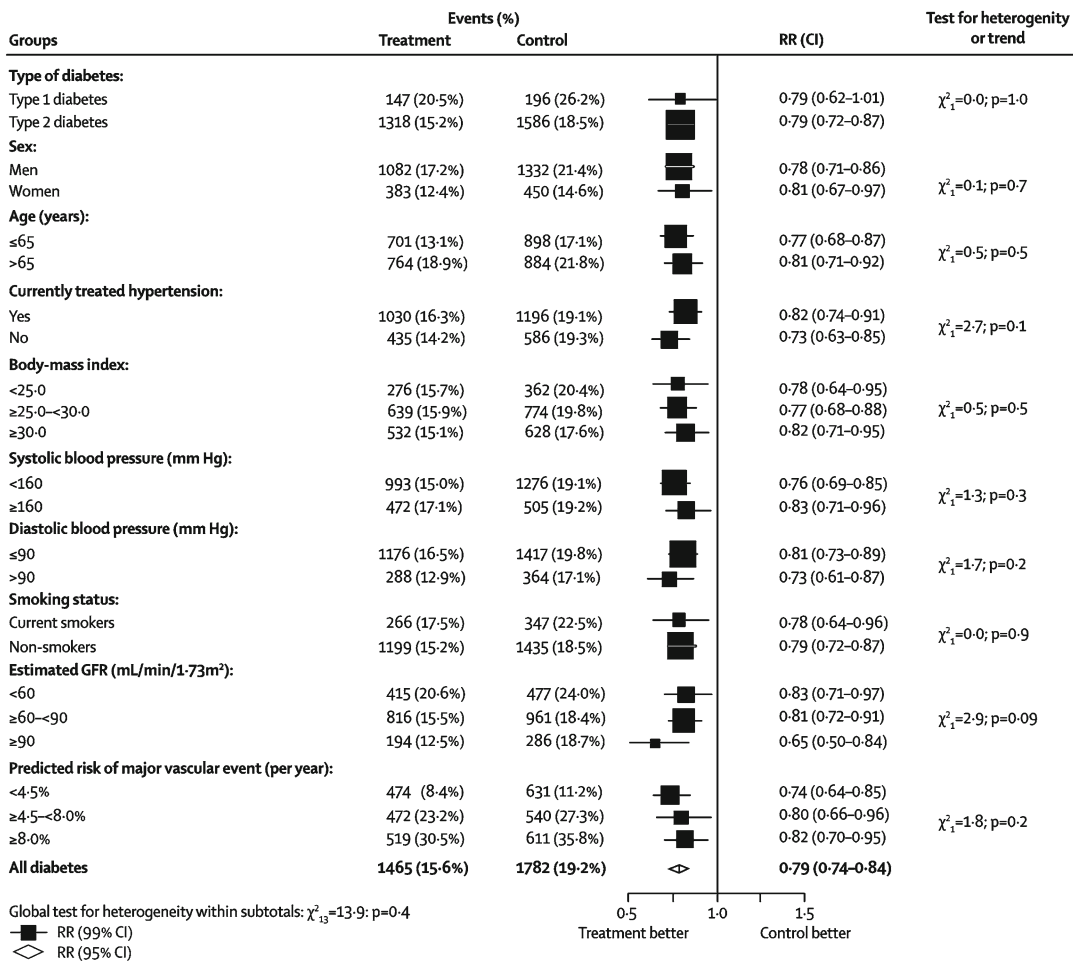 Events (%) Test for heterogenity
Groups Treatment Control RR (CI) or trend
Type of diabetes:
Type 1 diabetes 147 (20·5%) 196 (26·2%) 0·79 (0·62–1·01) χ²₁=0·0; p=1·0
Type 2 diabetes 1318 (15·2%) 1586 (18·5%) 0·79 (0·72–0·87)
Sex:
Men 1082 (17·2%) 1332 (21·4%) 0·78 (0·71–0·86)
Women 383 (12·4%) 450 (14·6%) 0·81 (0·67–0·97) χ²₁=0·1; p=0·7
Age (years):
≤65 701 (13·1%) 898 (17·1%) 0·77 (0·68–0·87)
>65 764 (18·9%) 884 (21·8%) 0·81 (0·71–0·92) χ²₁=0·5; p=0·5
Currently treated hypertension:
Yes 1030 (16·3%) 1196 (19·1%) 0·82 (0·74–0·91)
No 435 (14·2%) 586 (19·3%) 0·73 (0·63–0·85) χ²₁=2·7; p=0·1
Body-mass index:
<25·0 276 (15·7%) 362 (20·4%) 0·78 (0·64–0·95)
≥25·0–<30·0 639 (15·9%) 774 (19·8%) 0·77 (0·68–0·88) χ²₁=0·5; p=0·5
≥30·0 532 (15·1%) 628 (17·6%) 0·82 (0·71–0·95)
Systolic blood pressure (mm Hg):
<160 993 (15·0%) 1276 (19·1%) 0·76 (0·69–0·85)
≥160 472 (17·1%) 505 (19·2%) 0·83 (0·71–0·96) χ²₁=1·3; p=0·3
Diastolic blood pressure (mm Hg):
≤90 1176 (16·5%) 1417 (19·8%) 0·81 (0·73–0·89)
>90 288 (12·9%) 364 (17·1%) 0·73 (0·61–0·87) χ²₁=1·7; p=0·2
Smoking status:
Current smokers 266 (17·5%) 347 (22·5%) 0·78 (0·64–0·96)
Non-smokers 1199 (15·2%) 1435 (18·5%) 0·79 (0·72–0·87) χ²₁=0·0; p=0·9
Estimated GFR (mL/min/1·73m²):
<60 415 (20·6%) 477 (24·0%) 0·83 (0·71–0·97)
≥60–<90 816 (15·5%) 961 (18·4%) 0·81 (0·72–0·91) χ²₁=2·9; p=0·09
≥90 194 (12·5%) 286 (18·7%) 0·65 (0·50–0·84)
Predicted risk of major vascular event (per year):
<4·5% 474 (8·4%) 631 (11·2%) 0·74 (0·64–0·85)
≥4·5–<8·0% 472 (23·2%) 540 (27·3%) 0·80 (0·66–0·96) χ²₁=1·8; p=0·2
≥8·0% 519 (30·5%) 611 (35·8%) 0·82 (0·70–0·95)
All diabetes 1465 (15·6%) 1782 (19·2%) 0·79 (0·74–0·84)
Global test for heterogeneity within subtotals: χ²₁₃=13·9: p=0·4 0·5 1·0 1·5
RR (99% CI) Treatment better Control better
RR (95% CI)